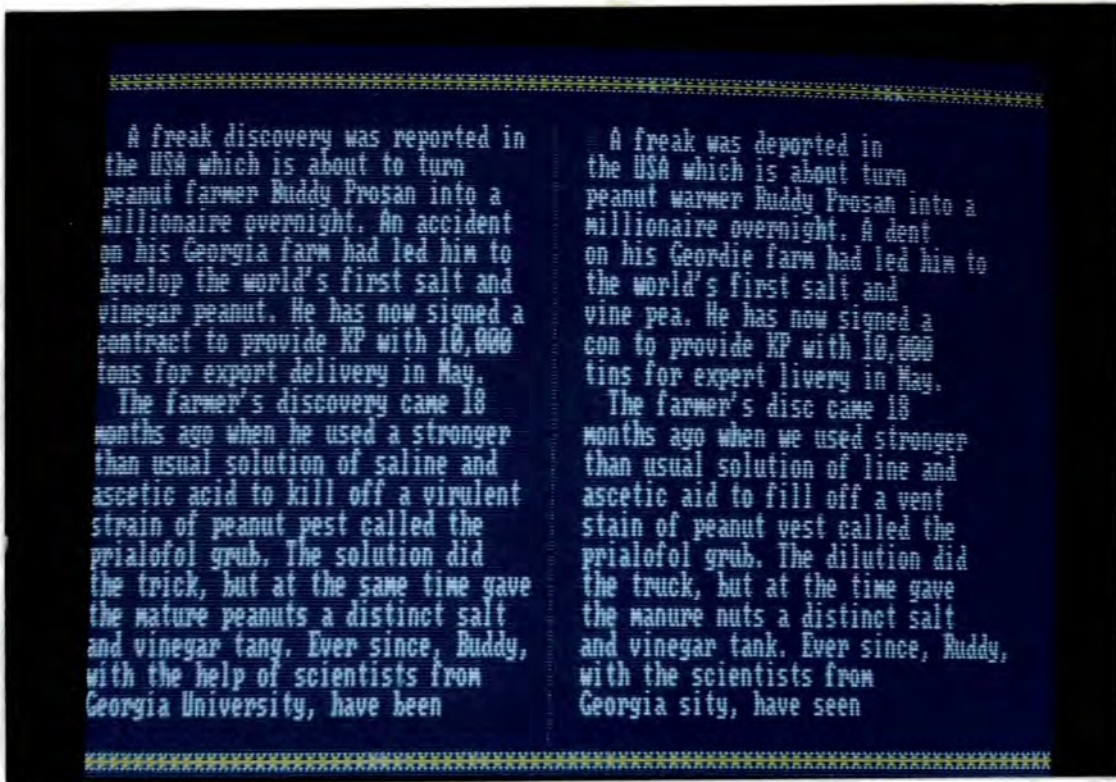 A freak discovery was reported in
the USA which is about to turn
peanut farmer Buddy Prosan into a
millionaire overnight. An accident
on his Georgia farm had led him to
develop the world's first salt and
vinegar peanut. He has now signed a
contract to provide KP with 10,000
tons for export delivery in May.
The farmer's discovery came 18
months ago when he used a stronger
than usual solution of saline and
ascetic acid to kill off a virulent
strain of peanut pest called the
prialofol grub. The solution did
the trick, but at the same time gave
the mature peanuts a distinct salt
and vinegar tang. Ever since, Buddy,
with the help of scientists from
Georgia University, have been
A freak was deported in
the USA which is about turn
peanut warmer Ruddy Prosan into a
millionaire overnight. A dent
on his Geordie farm had led him to
the world's first salt and
vine pea. He has now signed a
con to provide KP with 10,000
tins for expert livery in May.
The farmer's disc came 18
months ago when we used stronger
than usual solution of line and
ascetic aid to fill off a vent
stain of peanut vest called the
prialofol grub. The dilution did
the truck, but at the time gave
the manure nuts a distinct salt
and vinegar tank. Ever since, Ruddy,
with the scientists from
Georgia sity, have seen